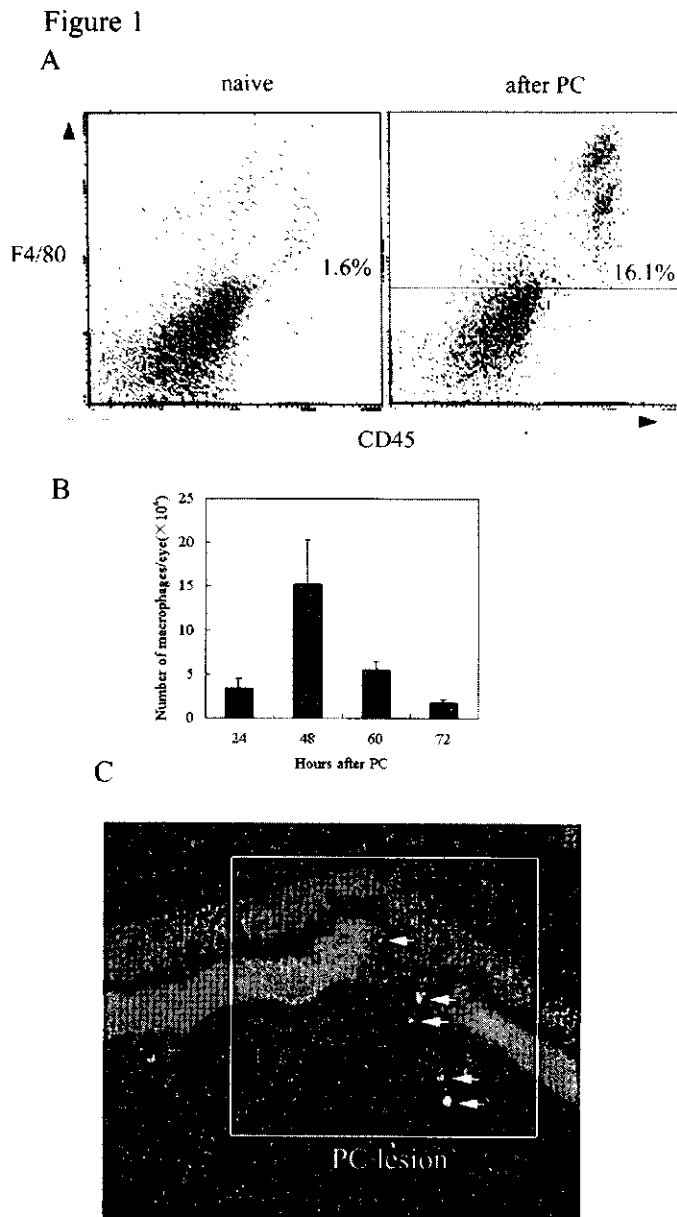 Figure 1
A
naive
after PC
F4/80
1.6%
16.1%
CD45
B
Number of macrophages/eye(×10⁴)
25
20
15
10
5
0
24
48
60
72
Hours after PC
C
PC lesion